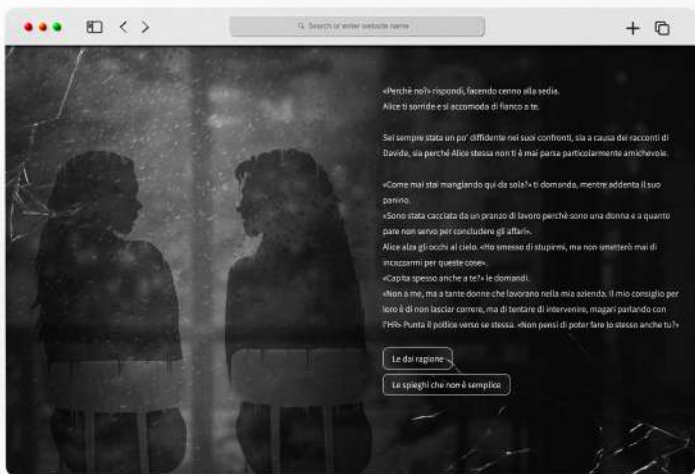 Search or enter website name
«Perchè no?» rispondi, facendo cenno alla sedia.
Alice ti sorride e si accomoda di fianco a te.
Sei sempre stata un po' diffidente nei suoi confronti, sia a causa dei racconti di
Davide, sia perché Alice stessa non ti è mai parsa particolarmente amichevole.
«Come mai stai mangiando qui da sola?» ti domanda, mentre addenta il suo
panino.
«Sono stata cacciata da un pranzo di lavoro perchè sono una donna e a quanto
pare non servo per concludere gli affari».
Alice alza gli occhi al cielo. «Ho smesso di stupirmi, ma non smetterò mai di
incazzarmi per queste cose».
«Capita spesso anche a te?» le domandi.
«Non a me, ma a tante donne che lavorano nella mia azienda. Il mio consiglio per
loro è di non lasciar correre, ma di tentare di intervenire, magari parlando con
l'HR» Punta il pollice verso se stessa. «Non pensi di poter fare lo stesso anche tu?»
Le dai ragione
Le spieghi che non è semplice